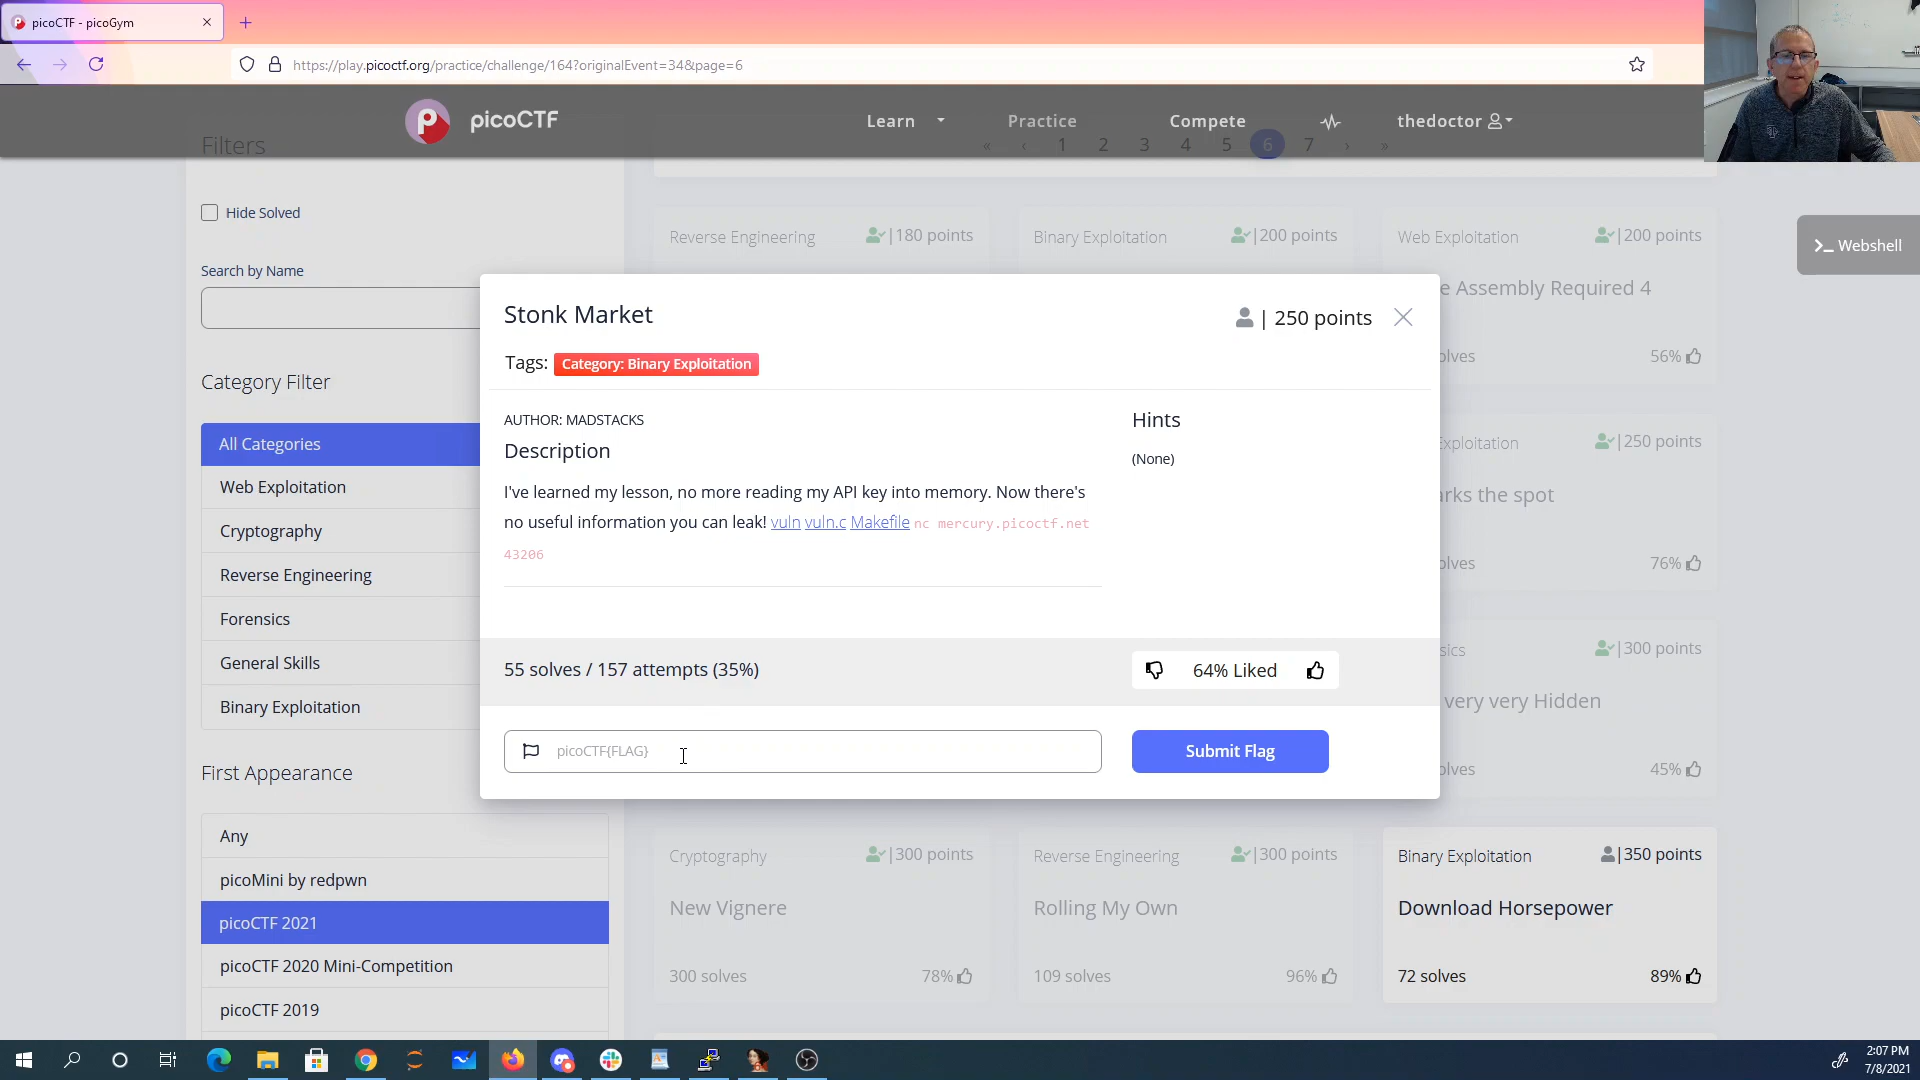 picoCTF - picoGym
https://play.picoctf.org/practice/challenge/164?originalEvent=34&page=6
picoCTF
Learn
Practice
Compete
thedoctor
Filters
« ‹ 1 2 3 4 5 6 7 › »
Hide Solved
Search by Name
Category Filter
All Categories
Web Exploitation
Cryptography
Reverse Engineering
Forensics
General Skills
Binary Exploitation
First Appearance
Any
picoMini by redpwn
picoCTF 2021
picoCTF 2020 Mini-Competition
picoCTF 2019
Reverse Engineering
|180 points
Binary Exploitation
|200 points
Web Exploitation
|200 points
e Assembly Required 4
olves
56%
Webshell
Stonk Market
| 250 points
Tags: Category: Binary Exploitation
AUTHOR: MADSTACKS
Description
I've learned my lesson, no more reading my API key into memory. Now there's
no useful information you can leak! vuln vuln.c Makefile nc mercury.picoctf.net
43206
Hints
(None)
55 solves / 157 attempts (35%)
64% Liked
picoCTF{FLAG}
Submit Flag
Exploitation
|250 points
arks the spot
olves
76%
sics
|300 points
very very Hidden
olves
45%
Cryptography
|300 points
New Vignere
300 solves
78%
Reverse Engineering
|300 points
Rolling My Own
109 solves
96%
Binary Exploitation
|350 points
Download Horsepower
72 solves
89%
2:07 PM
7/8/2021